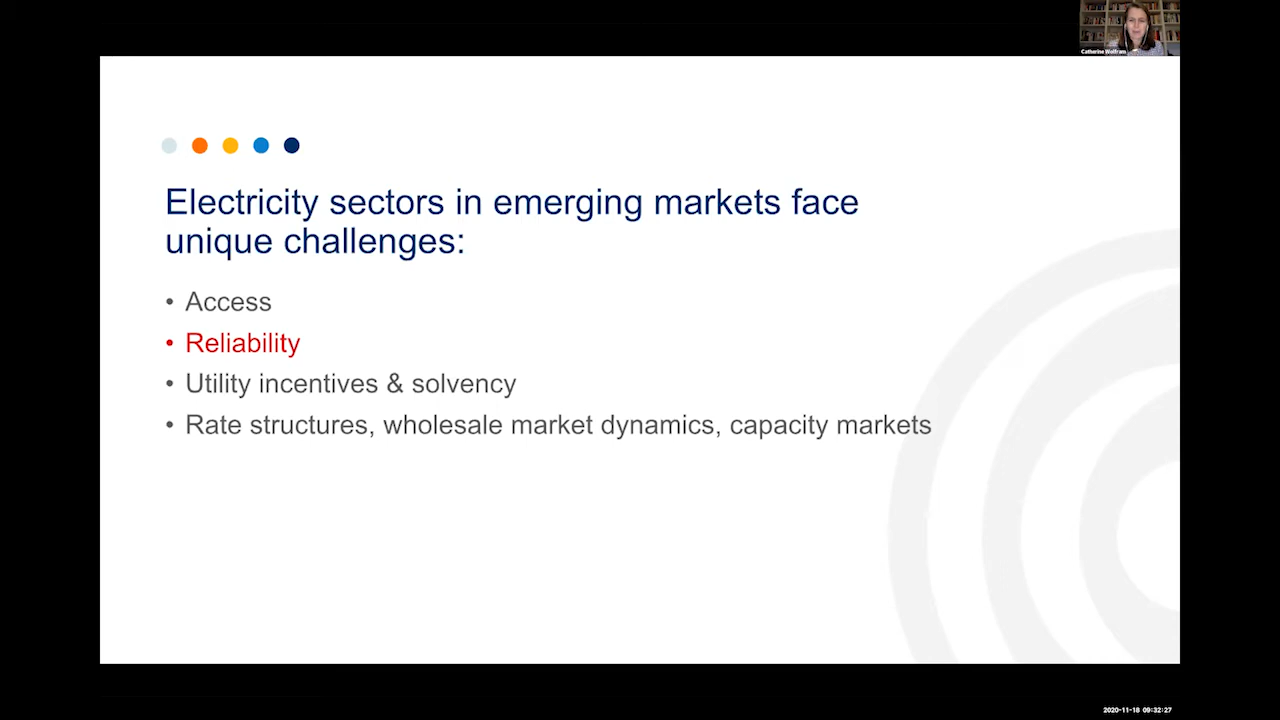 Catherine Wolfram
Electricity sectors in emerging markets face
unique challenges:
• Access
• Reliability
• Utility incentives & solvency
• Rate structures, wholesale market dynamics, capacity markets
2020-11-18 09:32:27